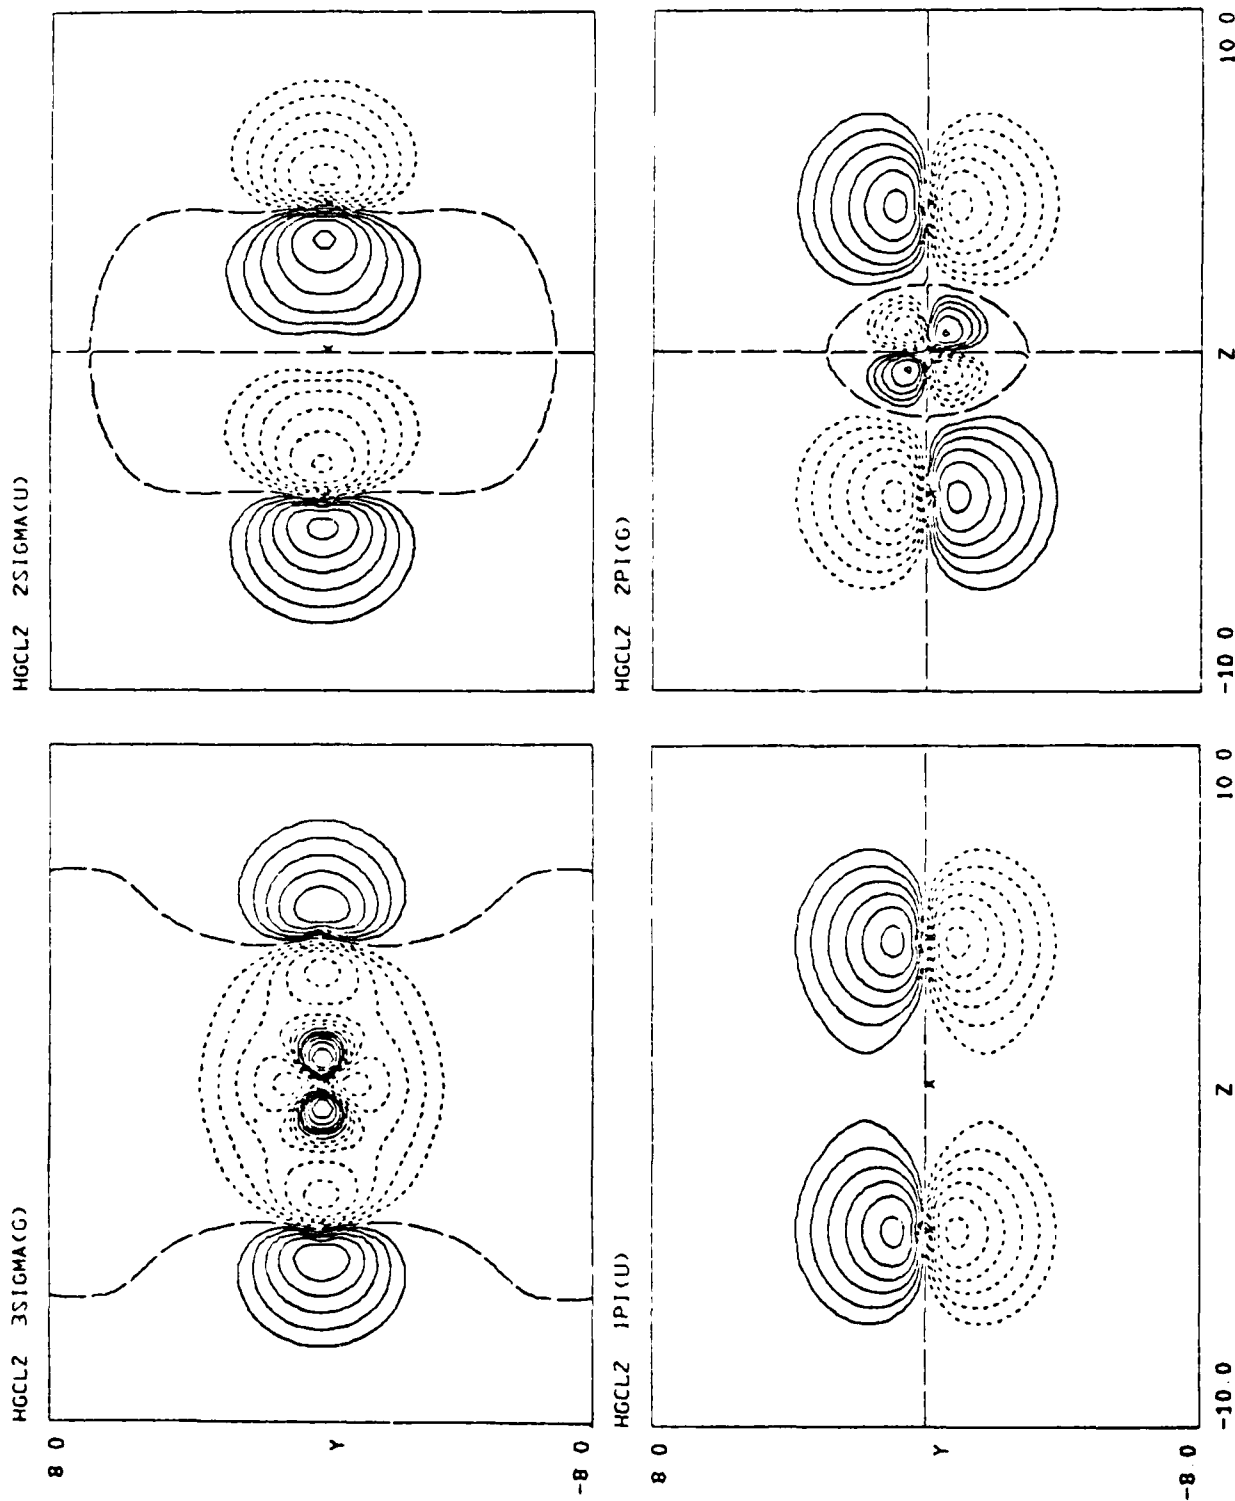 HGCL2 3SIGMA(G)
HGCL2 2SIGMA(U)
8 0
Y
-8 0
HGCL2 1PI(U)
HGCL2 2PI(G)
8 0
Y
-8.0
-10.0
Z
10 0
-10 0
Z
10 0